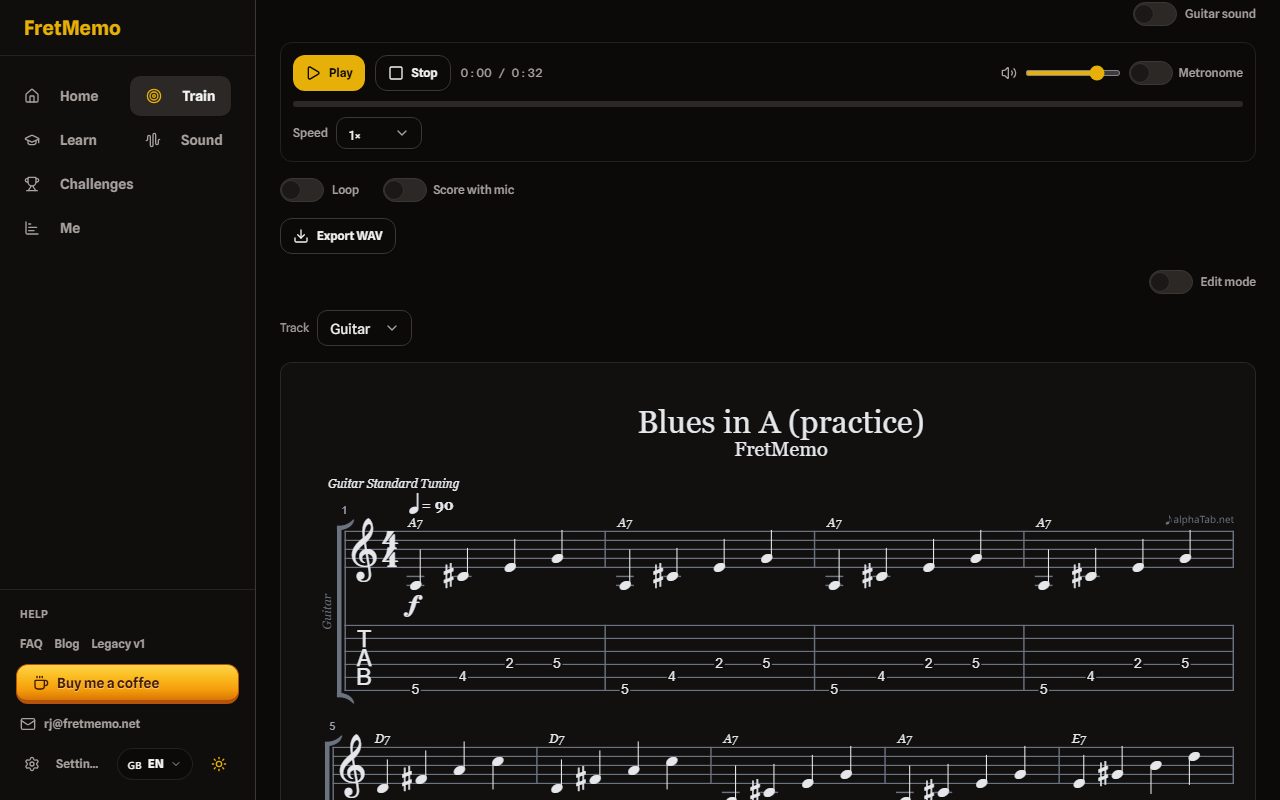 FretMemo
Home
Train
Learn
Sound
Challenges
Me
HELP
FAQ Blog Legacy v1
Buy me a coffee
rj@fretmemo.net
Settin...
GB EN
Guitar sound
Play
Stop
0:00 / 0:32
Metronome
Speed
1×
Loop
Score with mic
Export WAV
Edit mode
Track
Guitar
Blues in A (practice)
FretMemo
Guitar Standard Tuning
= 90
1
A7 A7 A7 A7
alphaTab.net
4
4
f
Guitar
T
A
B
2 5 2 5 2 5 2 5
4 4 4 4
5 5 5 5
5
D7 D7 A7 A7 E7